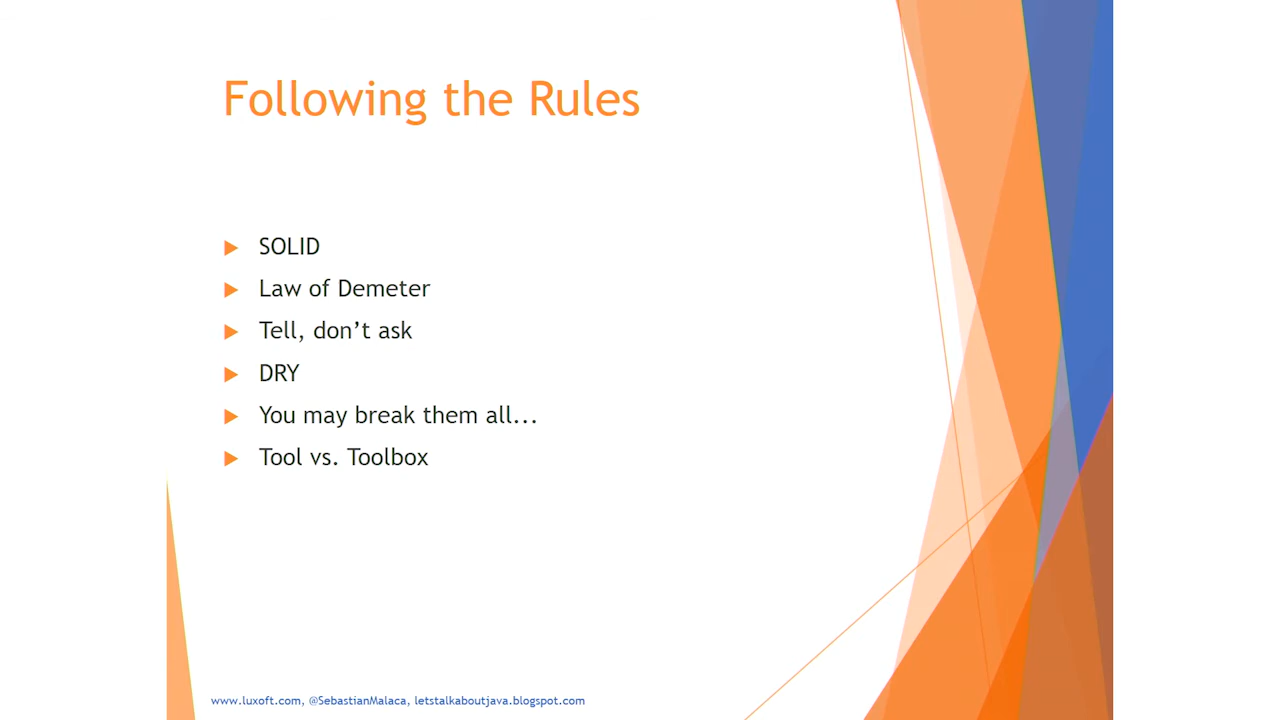 Following the Rules
SOLID
Law of Demeter
Tell, don’t ask
DRY
You may break them all...
Tool vs. Toolbox
www.luxoft.com, @SebastianMalaca, letstalkaboutjava.blogspot.com